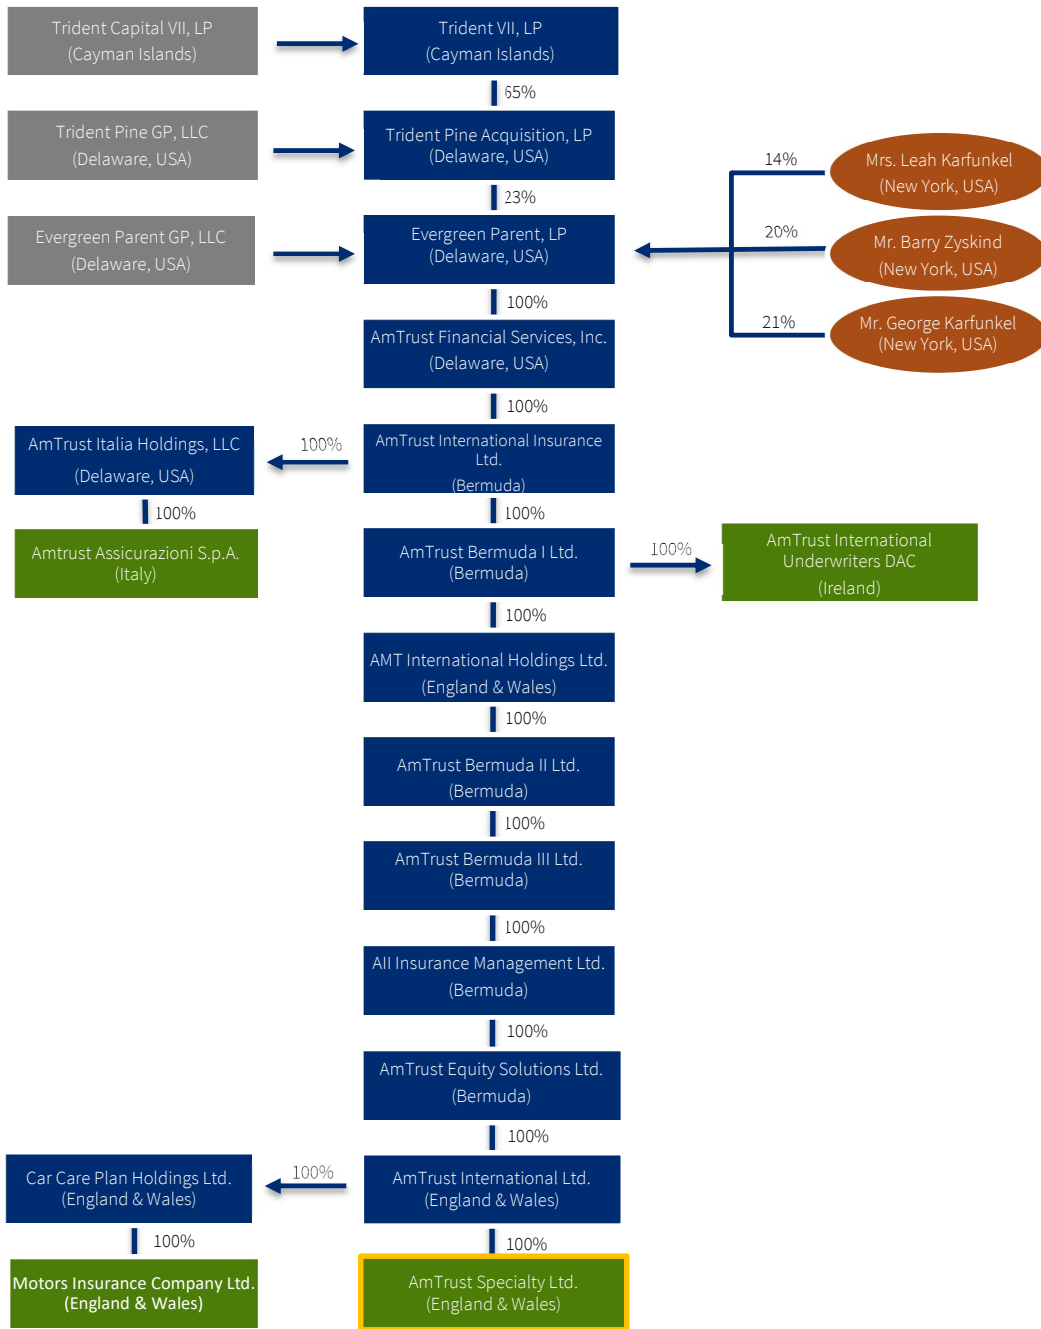 Trident Capital VII, LP
(Cayman Islands)
Trident VII, LP
(Cayman Islands)
65%
Trident Pine GP, LLC
(Delaware, USA)
Trident Pine Acquisition, LP
(Delaware, USA)
23%
14%
Mrs. Leah Karfunkel
(New York, USA)
Evergreen Parent GP, LLC
(Delaware, USA)
Evergreen Parent, LP
(Delaware, USA)
20%
Mr. Barry Zyskind
(New York, USA)
100%
21%
Mr. George Karfunkel
(New York, USA)
AmTrust Financial Services, Inc.
(Delaware, USA)
100%
AmTrust Italia Holdings, LLC
(Delaware, USA)
100%
AmTrust International Insurance
Ltd.
(Bermuda)
100%
100%
Amtrust Assicurazioni S.p.A.
(Italy)
AmTrust Bermuda I Ltd.
(Bermuda)
100%
AmTrust International
Underwriters DAC
(Ireland)
100%
AMT International Holdings Ltd.
(England & Wales)
100%
AmTrust Bermuda II Ltd.
(Bermuda)
100%
AmTrust Bermuda III Ltd.
(Bermuda)
100%
AII Insurance Management Ltd.
(Bermuda)
100%
AmTrust Equity Solutions Ltd.
(Bermuda)
100%
Car Care Plan Holdings Ltd.
(England & Wales)
100%
AmTrust International Ltd.
(England & Wales)
100%
100%
Motors Insurance Company Ltd.
(England & Wales)
AmTrust Specialty Ltd.
(England & Wales)